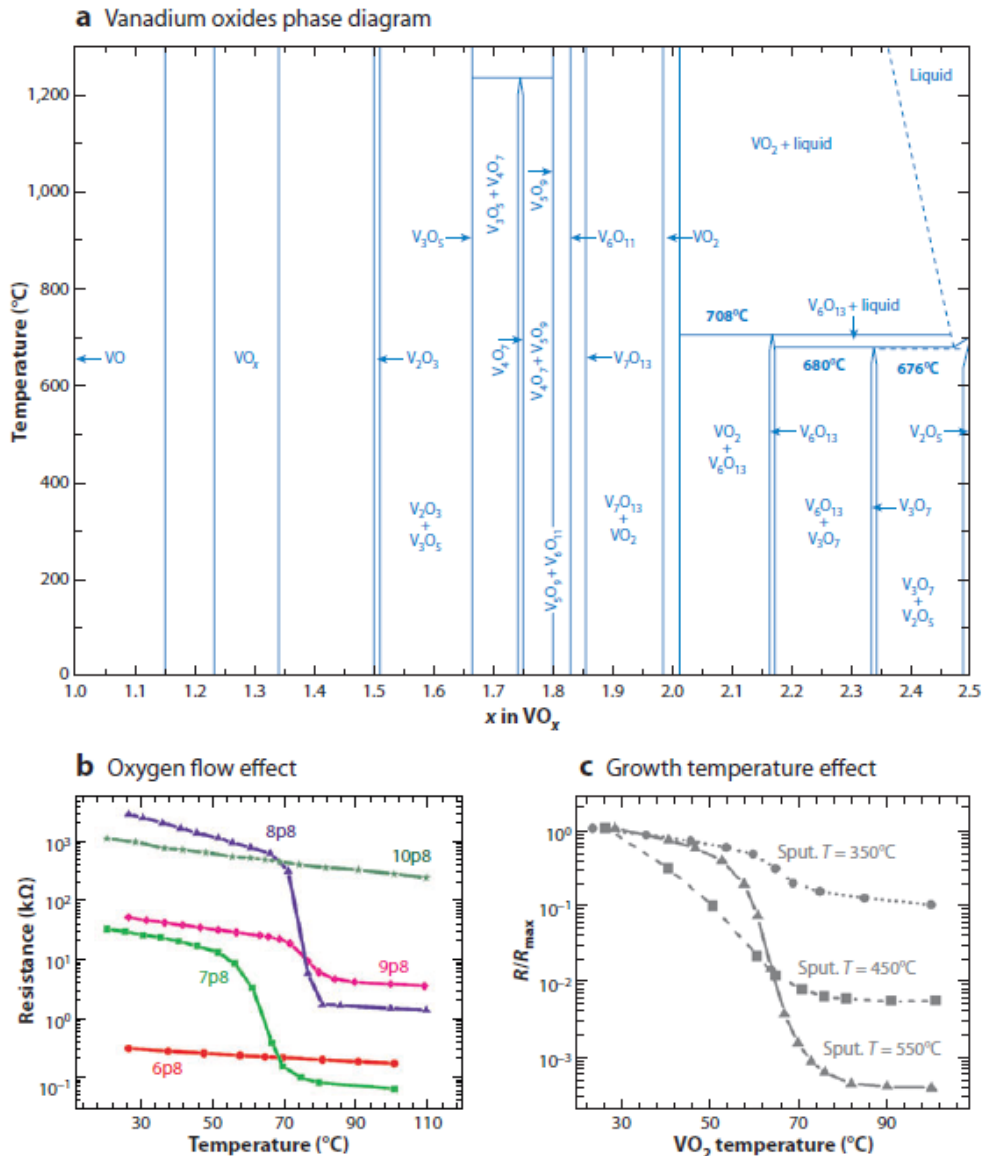 a Vanadium oxides phase diagram
Temperature (°C)
1,200
1,000
800
600
400
200
0
Liquid
VO₂ + liquid
V₃O₅ + V₄O₇
V₅O₉
V₃O₅
V₆O₁₁
VO₂
V₆O₁₃ + liquid
708°C
680°C
676°C
VO
VOₓ
V₂O₃
V₄O₇
V₄O₇ + V₅O₉
V₇O₁₃
VO₂
+
V₆O₁₃
V₆O₁₃
V₂O₅
V₂O₃
+
V₃O₅
V₅O₉ + V₆O₁₁
V₇O₁₃
+
VO₂
V₆O₁₃
+
V₃O₇
V₃O₇
V₃O₇
+
V₂O₅
1.0 1.1 1.2 1.3 1.4 1.5 1.6 1.7 1.8 1.9 2.0 2.1 2.2 2.3 2.4 2.5
x in VOₓ
b Oxygen flow effect
Resistance (kΩ)
10³
10²
10¹
10⁰
10⁻¹
8p8
10p8
9p8
7p8
6p8
30 50 70 90 110
Temperature (°C)
c Growth temperature effect
R/Rmax
10⁰
10⁻¹
10⁻²
10⁻³
Sput. T = 350°C
Sput. T = 450°C
Sput. T = 550°C
30 50 70 90
VO₂ temperature (°C)